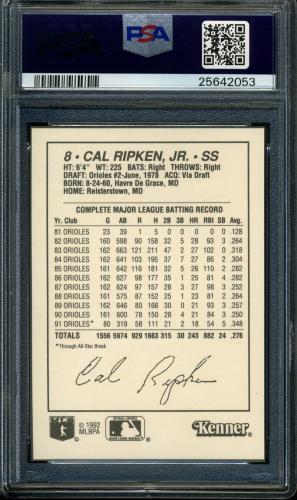 PSA
PSA
25642053
8 • CAL RIPKEN, JR. • SS
HT: 6'4" WT: 225 BATS: Right THROWS: Right
DRAFT: Orioles #2-June, 1978 ACQ: Via Draft
BORN: 8-24-60, Havre De Grace, MD
HOME: Reisterstown, MD
COMPLETE MAJOR LEAGUE BATTING RECORD
Yr. Club G AB R H 2B 3B HR RBI SB Avg.
81 ORIOLES 23 39 1 5 0 0 0 0 0 .128
82 ORIOLES 160 598 90 158 32 5 28 93 3 .264
83 ORIOLES 162 663 121 211 47 2 27 102 0 .318
84 ORIOLES 162 641 103 195 37 7 27 86 2 .304
85 ORIOLES 161 642 116 181 32 5 26 110 2 .282
86 ORIOLES 162 627 98 177 35 1 25 81 4 .282
87 ORIOLES 162 624 97 157 28 3 27 98 3 .252
88 ORIOLES 161 575 87 152 25 1 23 81 2 .264
89 ORIOLES 162 646 80 166 30 0 21 93 3 .257
90 ORIOLES 161 600 78 150 28 4 21 84 3 .250
91 ORIOLES* 80 319 58 111 21 2 18 54 5 .348
TOTALS 1556 5974 929 1663 315 30 243 882 24 .278
*Through All-Star Break
Cal Ripken
© 1992
MLBPA
Kenner